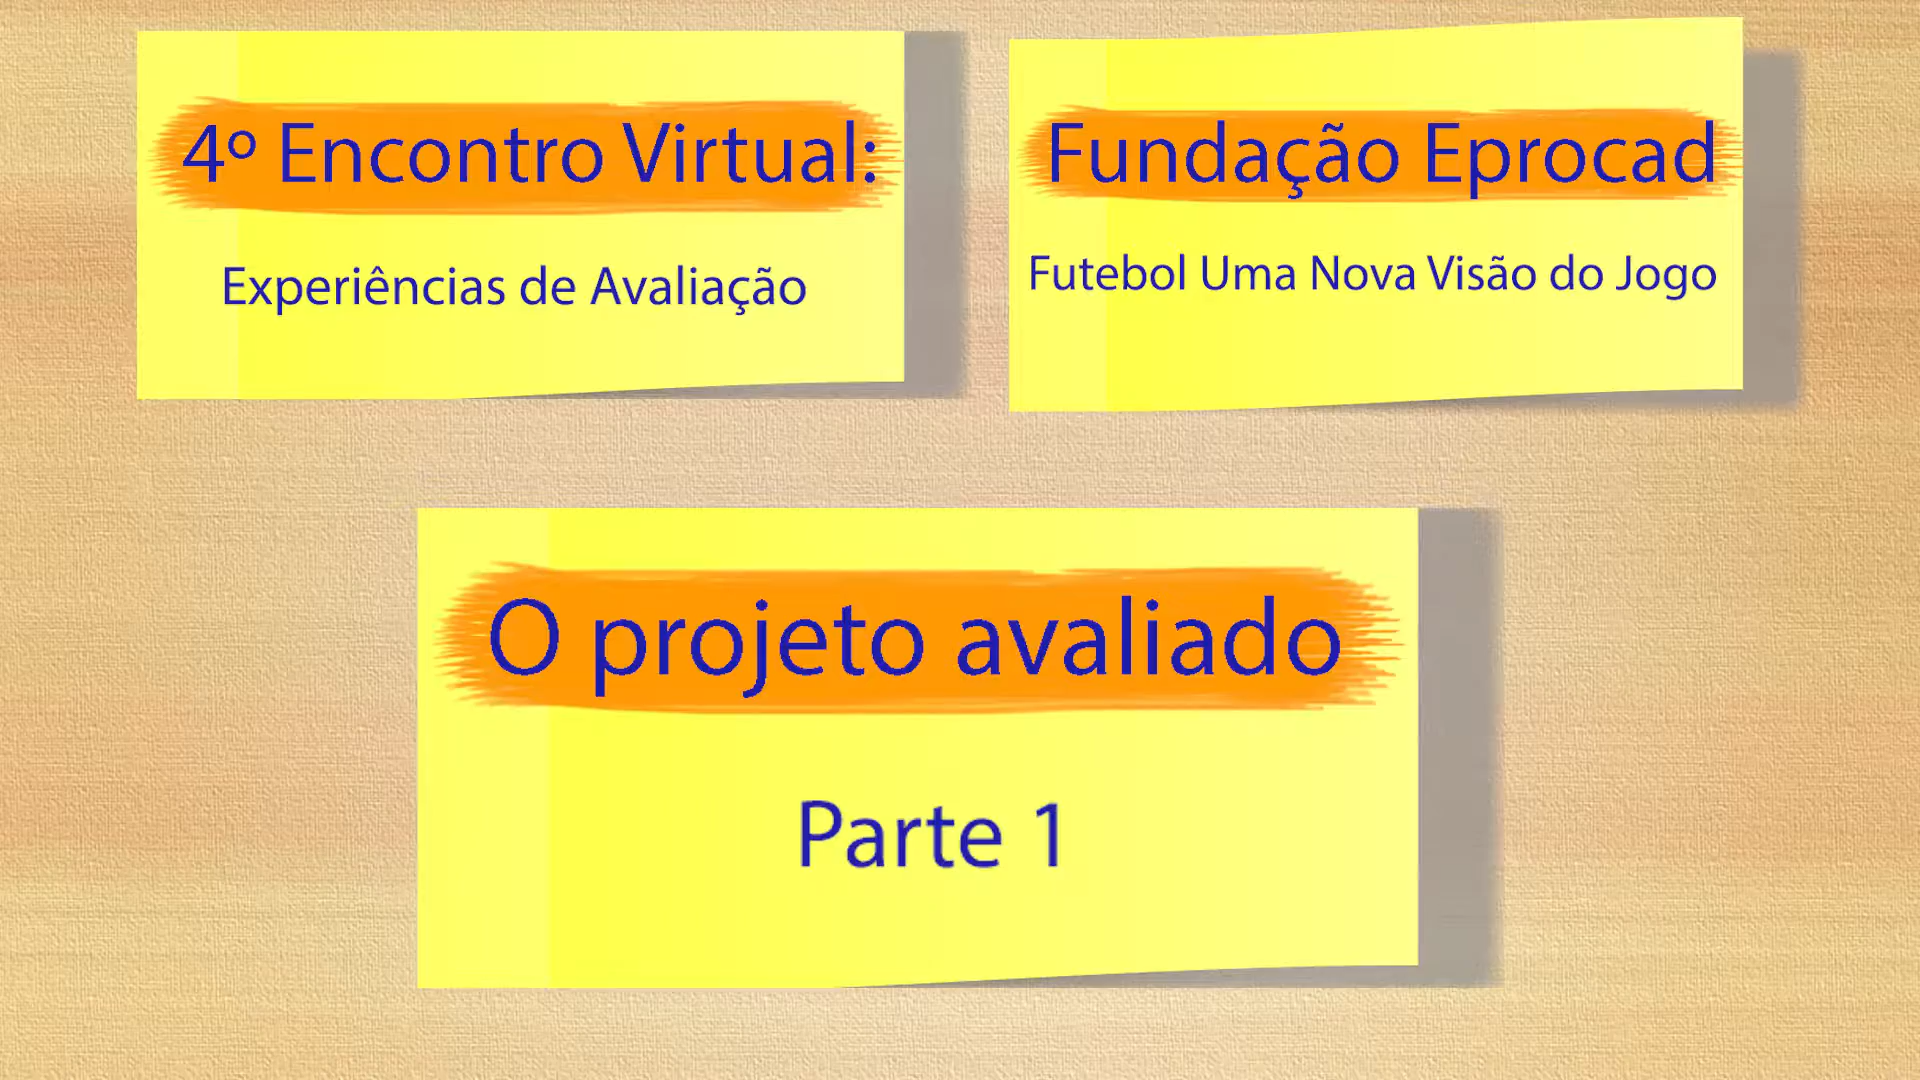 4º Encontro Virtual:
Experiências de Avaliação
Fundação Eprocad
Futebol Uma Nova Visão do Jogo
O projeto avaliado
Parte 1